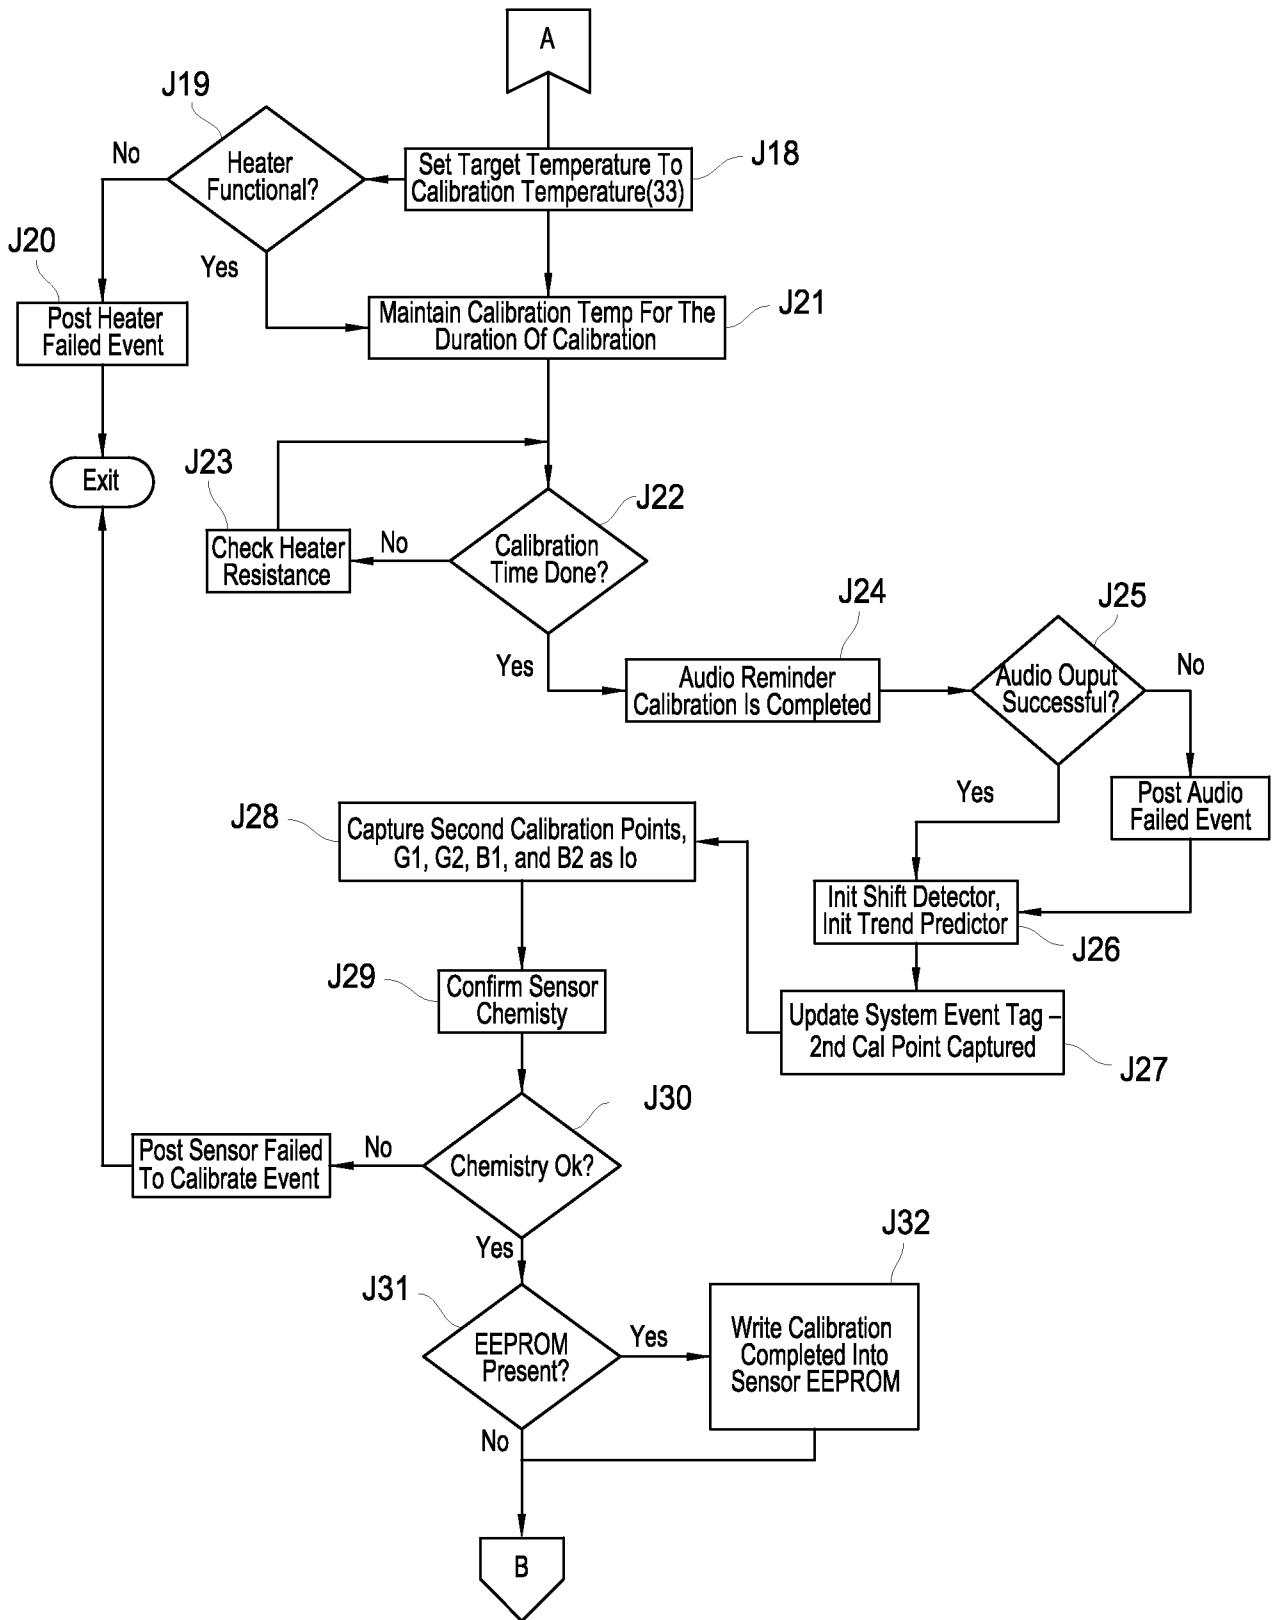 A
J19
No
Heater
Functional?
Set Target Temperature To
Calibration Temperature(33)
J18
J20
Yes
Post Heater
Failed Event
Maintain Calibration Temp For The
Duration Of Calibration
J21
Exit
J23
J22
Check Heater
Resistance
No
Calibration
Time Done?
J24
J25
Yes
Audio Reminder
Calibration Is Completed
Audio Ouput
Successful?
No
Yes
Post Audio
Failed Event
J28
Capture Second Calibration Points,
G1, G2, B1, and B2 as Io
Init Shift Detector,
Init Trend Predictor
J26
J29
Confirm Sensor
Chemisty
Update System Event Tag –
2nd Cal Point Captured
J27
J30
Post Sensor Failed
To Calibrate Event
No
Chemistry Ok?
Yes
J32
J31
EEPROM
Present?
Yes
Write Calibration
Completed Into
Sensor EEPROM
No
B